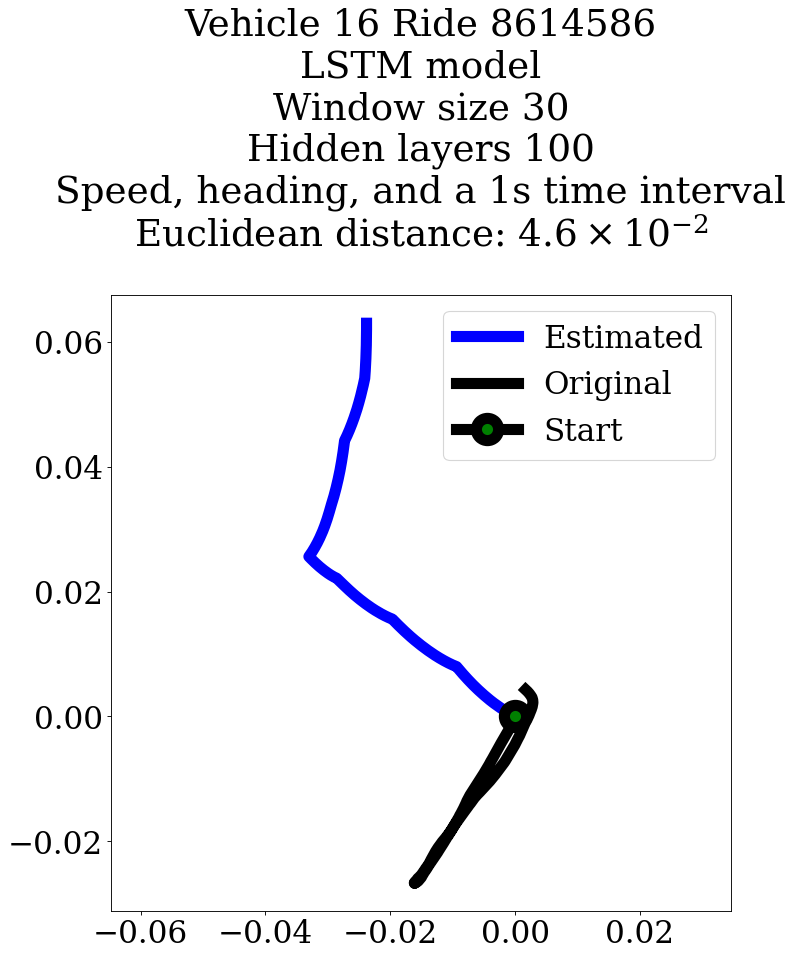 Vehicle 16 Ride 8614586
LSTM model
Window size 30
Hidden layers 100
Speed, heading, and a 1s time interval
Euclidean distance: 4.6 × 10⁻²
Estimated
Original
Start
0.06
0.04
0.02
0.00
−0.02
−0.06 −0.04 −0.02 0.00 0.02